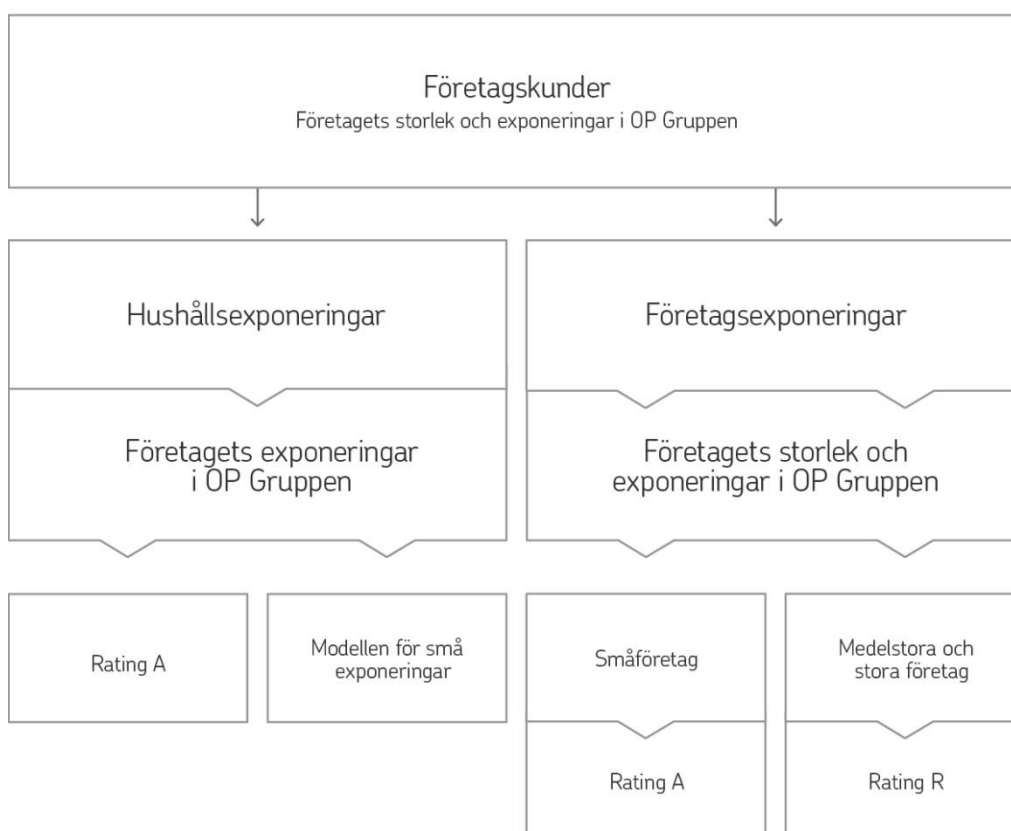 Företagskunder
Företagets storlek och exponeringar i OP Gruppen
Hushållsexponeringar
Företagsexponeringar
Företagets exponeringar
i OP Gruppen
Företagets storlek och
exponeringar i OP Gruppen
Rating A
Modellen för små
exponeringar
Småföretag
Medelstora och
stora företag
Rating A
Rating R